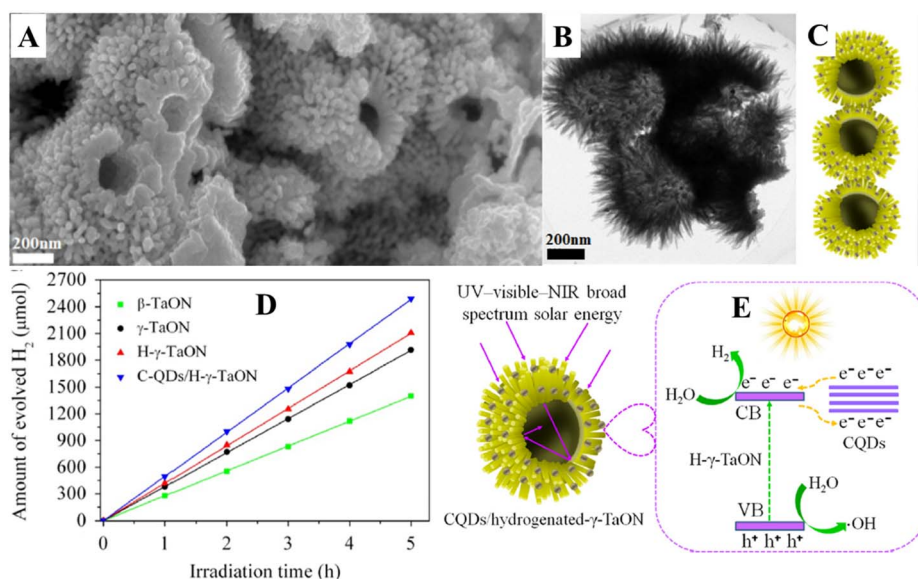 A
200nm
B
200nm
C
D
2700
2400
2100
1800
1500
1200
900
600
300
0
0
1
2
3
4
5
Amount of evolved H₂ (μmol)
Irradiation time (h)
β-TaON
γ-TaON
H-γ-TaON
C-QDs/H-γ-TaON
UV–visible–NIR broad
spectrum solar energy
CQDs/hydrogenated-γ-TaON
E
H₂
H₂O
e⁻ e⁻ e⁻
CB
e⁻e⁻e⁻
e⁻e⁻e⁻
CQDs
H-γ-TaON
H₂O
VB
·OH
h⁺ h⁺ h⁺